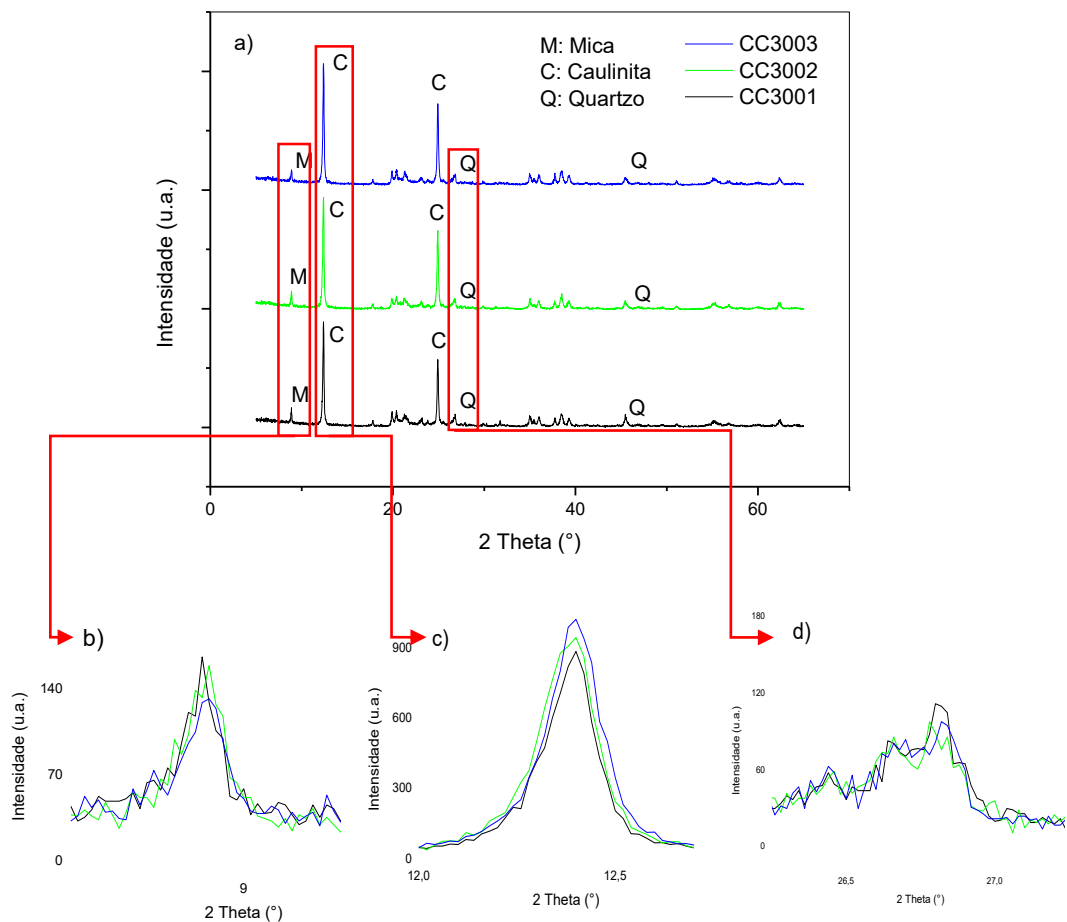 a)
M: Mica
C: Caulinita
Q: Quartzo
CC3003
CC3002
CC3001
C
C
M
Q
Q
C
C
M
Q
Q
C
C
M
Q
Q
Intensidade (u.a.)
0
20
40
60
2 Theta (°)
b)
140
70
0
Intensidade (u.a.)
9
2 Theta (°)
c)
900
600
300
0
Intensidade (u.a.)
12,0
12,5
2 Theta (°)
d)
180
120
60
0
Intensidade (u.a.)
26,5
27,0
2 Theta (°)